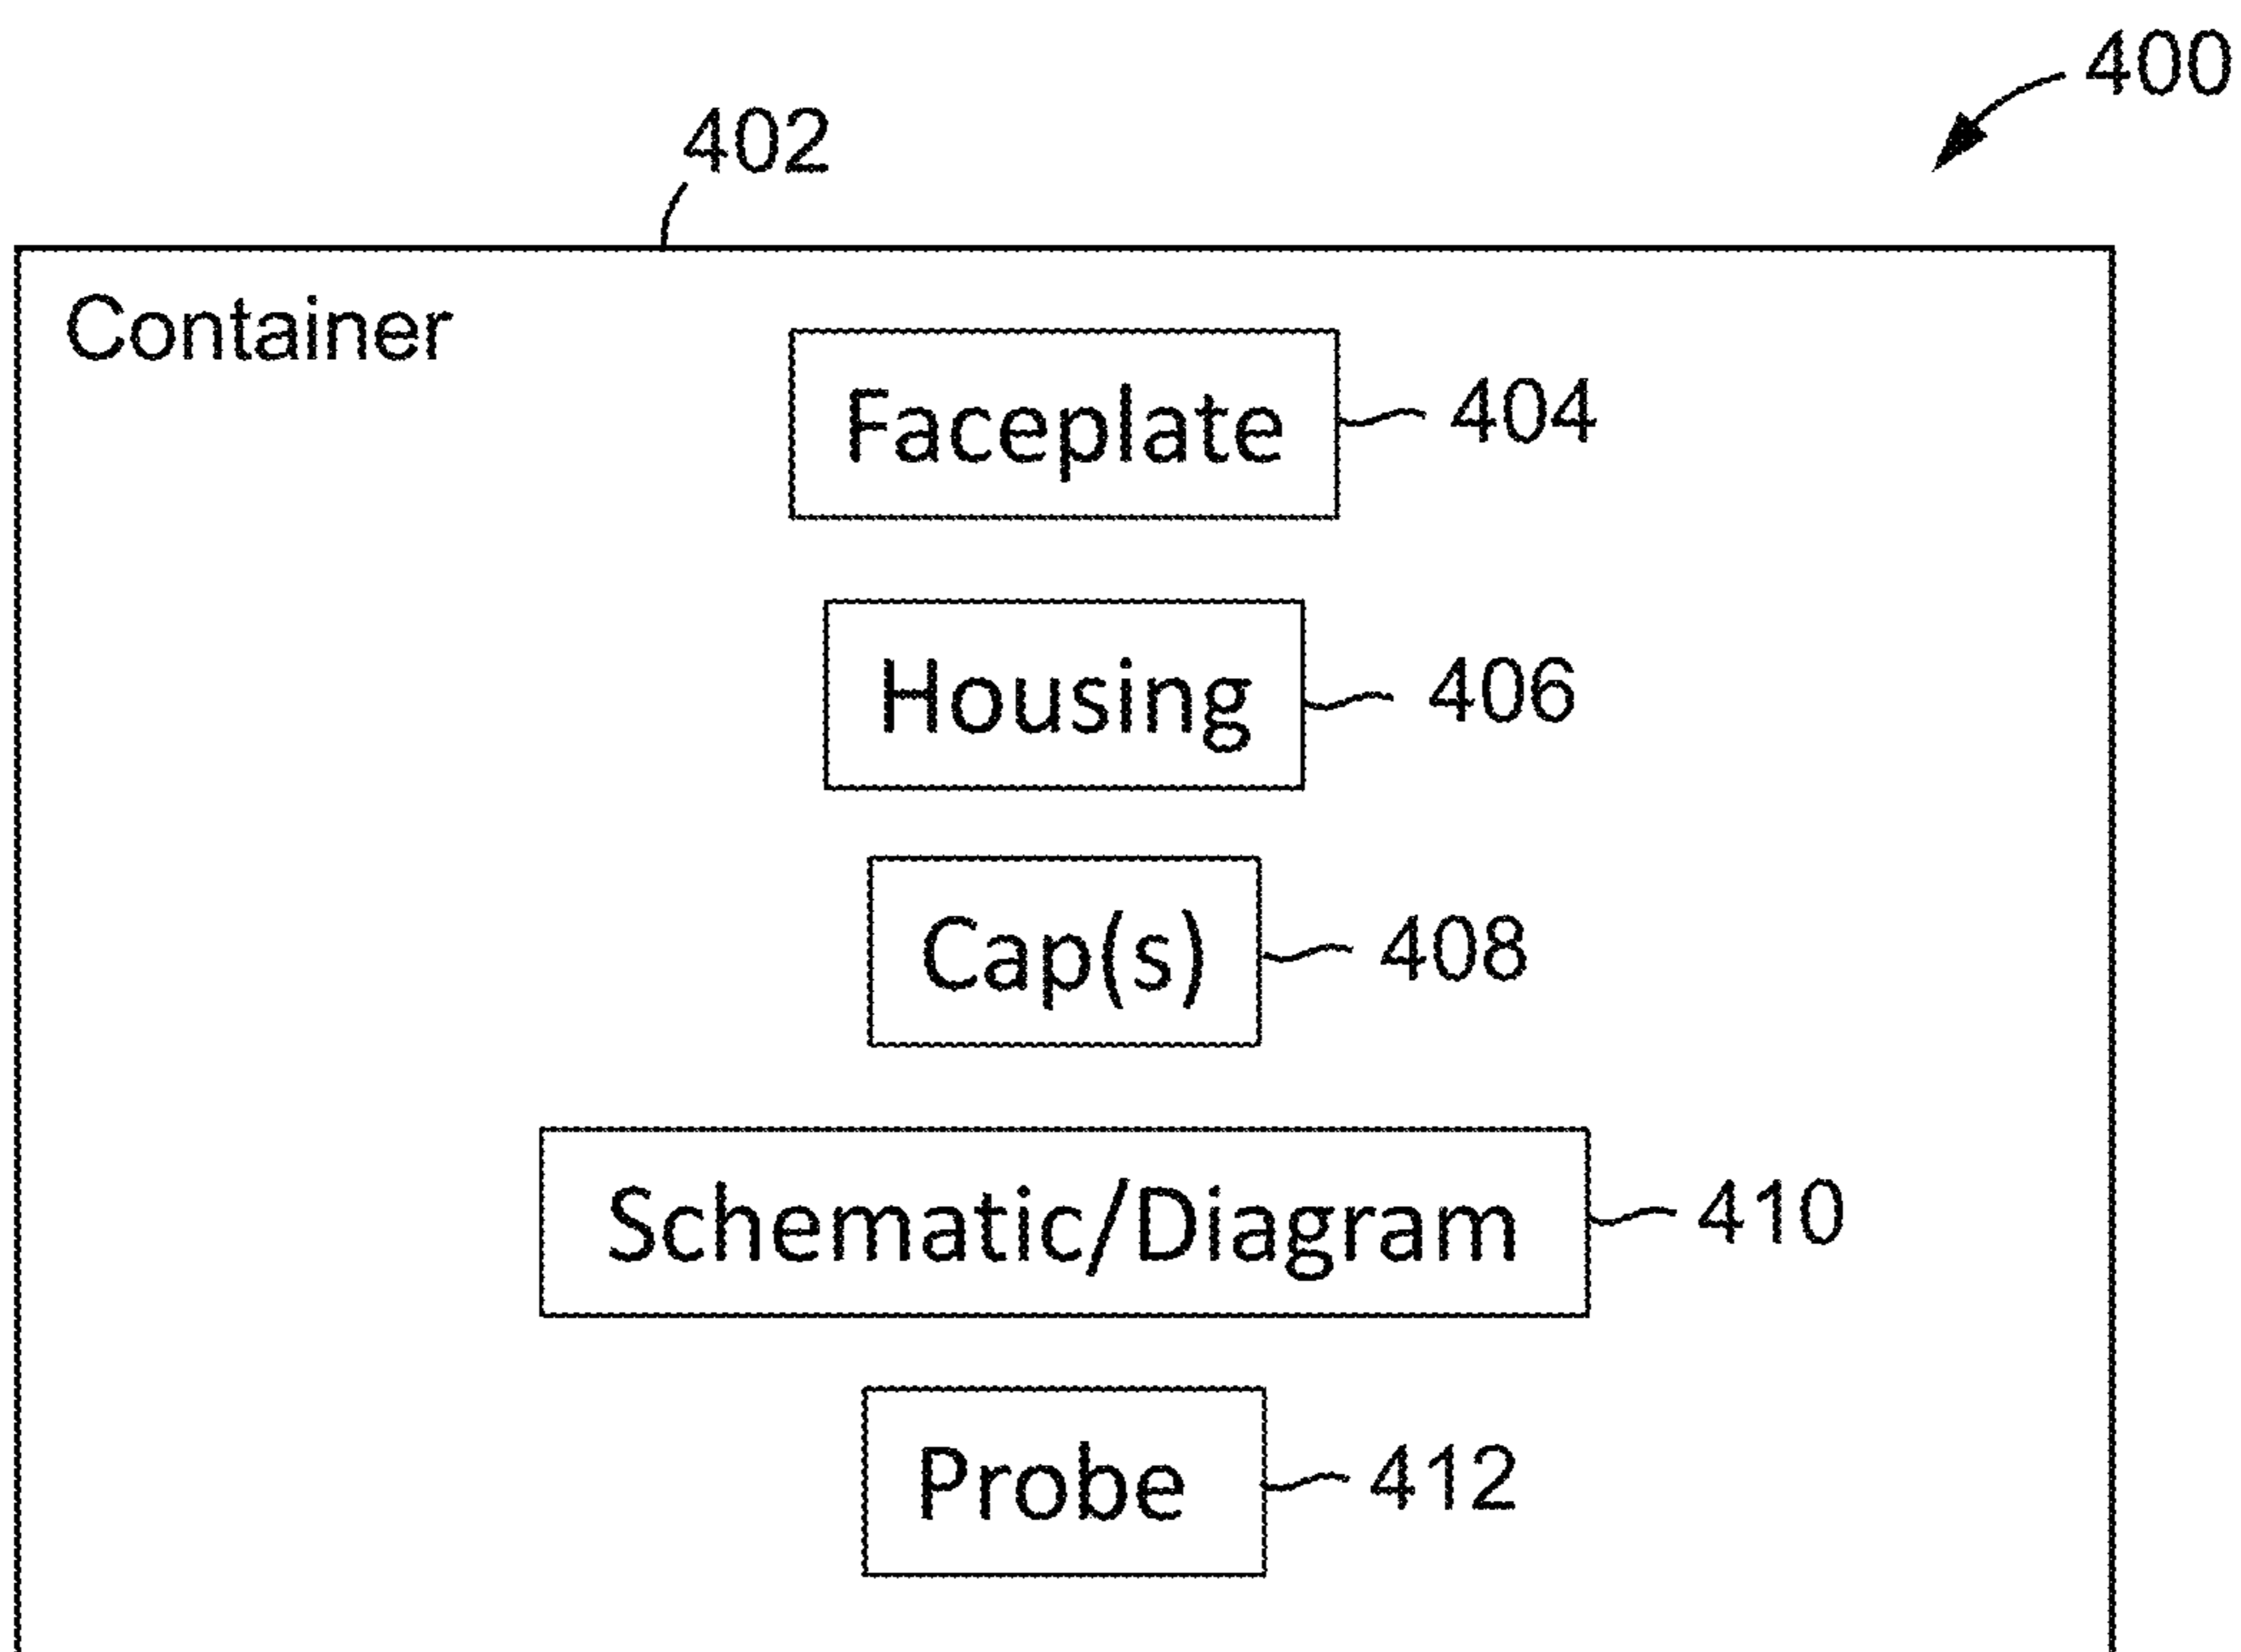 400
402
Container
Faceplate 404
Housing 406
Cap(s) 408
Schematic/Diagram 410
Probe 412